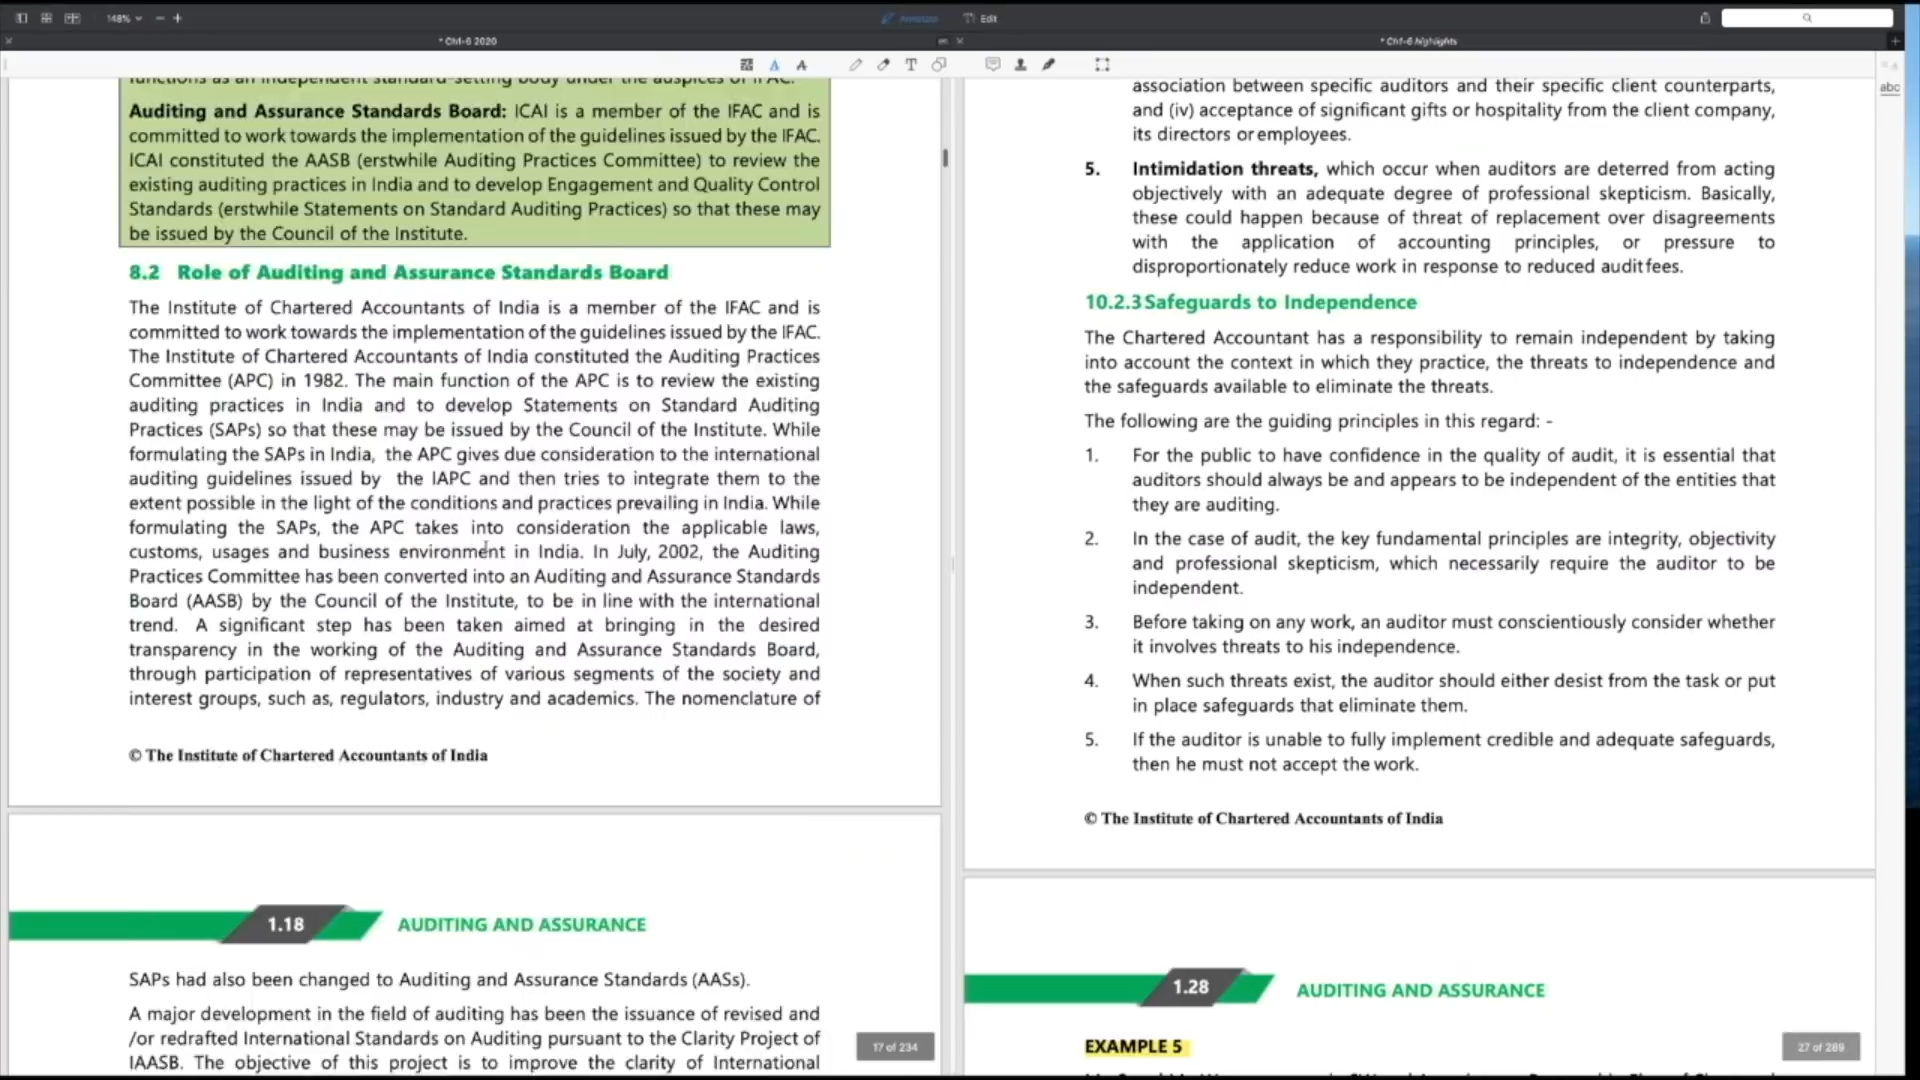 148%
Annotate
Edit
* Ch1-6 2020
* Ch1-6 highlights
abc
functions as an independent standard-setting body under the auspices of IFAC.
Auditing and Assurance Standards Board: ICAI is a member of the IFAC and is
committed to work towards the implementation of the guidelines issued by the IFAC.
ICAI constituted the AASB (erstwhile Auditing Practices Committee) to review the
existing auditing practices in India and to develop Engagement and Quality Control
Standards (erstwhile Statements on Standard Auditing Practices) so that these may
be issued by the Council of the Institute.
8.2 Role of Auditing and Assurance Standards Board
The Institute of Chartered Accountants of India is a member of the IFAC and is
committed to work towards the implementation of the guidelines issued by the IFAC.
The Institute of Chartered Accountants of India constituted the Auditing Practices
Committee (APC) in 1982. The main function of the APC is to review the existing
auditing practices in India and to develop Statements on Standard Auditing
Practices (SAPs) so that these may be issued by the Council of the Institute. While
formulating the SAPs in India, the APC gives due consideration to the international
auditing guidelines issued by the IAPC and then tries to integrate them to the
extent possible in the light of the conditions and practices prevailing in India. While
formulating the SAPs, the APC takes into consideration the applicable laws,
customs, usages and business environment in India. In July, 2002, the Auditing
Practices Committee has been converted into an Auditing and Assurance Standards
Board (AASB) by the Council of the Institute, to be in line with the international
trend. A significant step has been taken aimed at bringing in the desired
transparency in the working of the Auditing and Assurance Standards Board,
through participation of representatives of various segments of the society and
interest groups, such as, regulators, industry and academics. The nomenclature of
© The Institute of Chartered Accountants of India
1.18 AUDITING AND ASSURANCE
SAPs had also been changed to Auditing and Assurance Standards (AASs).
A major development in the field of auditing has been the issuance of revised and
/or redrafted International Standards on Auditing pursuant to the Clarity Project of
IAASB. The objective of this project is to improve the clarity of International
17 of 234
association between specific auditors and their specific client counterparts,
and (iv) acceptance of significant gifts or hospitality from the client company,
its directors or employees.
5. Intimidation threats, which occur when auditors are deterred from acting
objectively with an adequate degree of professional skepticism. Basically,
these could happen because of threat of replacement over disagreements
with the application of accounting principles, or pressure to
disproportionately reduce work in response to reduced audit fees.
10.2.3 Safeguards to Independence
The Chartered Accountant has a responsibility to remain independent by taking
into account the context in which they practice, the threats to independence and
the safeguards available to eliminate the threats.
The following are the guiding principles in this regard: -
1. For the public to have confidence in the quality of audit, it is essential that
auditors should always be and appears to be independent of the entities that
they are auditing.
2. In the case of audit, the key fundamental principles are integrity, objectivity
and professional skepticism, which necessarily require the auditor to be
independent.
3. Before taking on any work, an auditor must conscientiously consider whether
it involves threats to his independence.
4. When such threats exist, the auditor should either desist from the task or put
in place safeguards that eliminate them.
5. If the auditor is unable to fully implement credible and adequate safeguards,
then he must not accept the work.
© The Institute of Chartered Accountants of India
1.28 AUDITING AND ASSURANCE
EXAMPLE 5
27 of 289